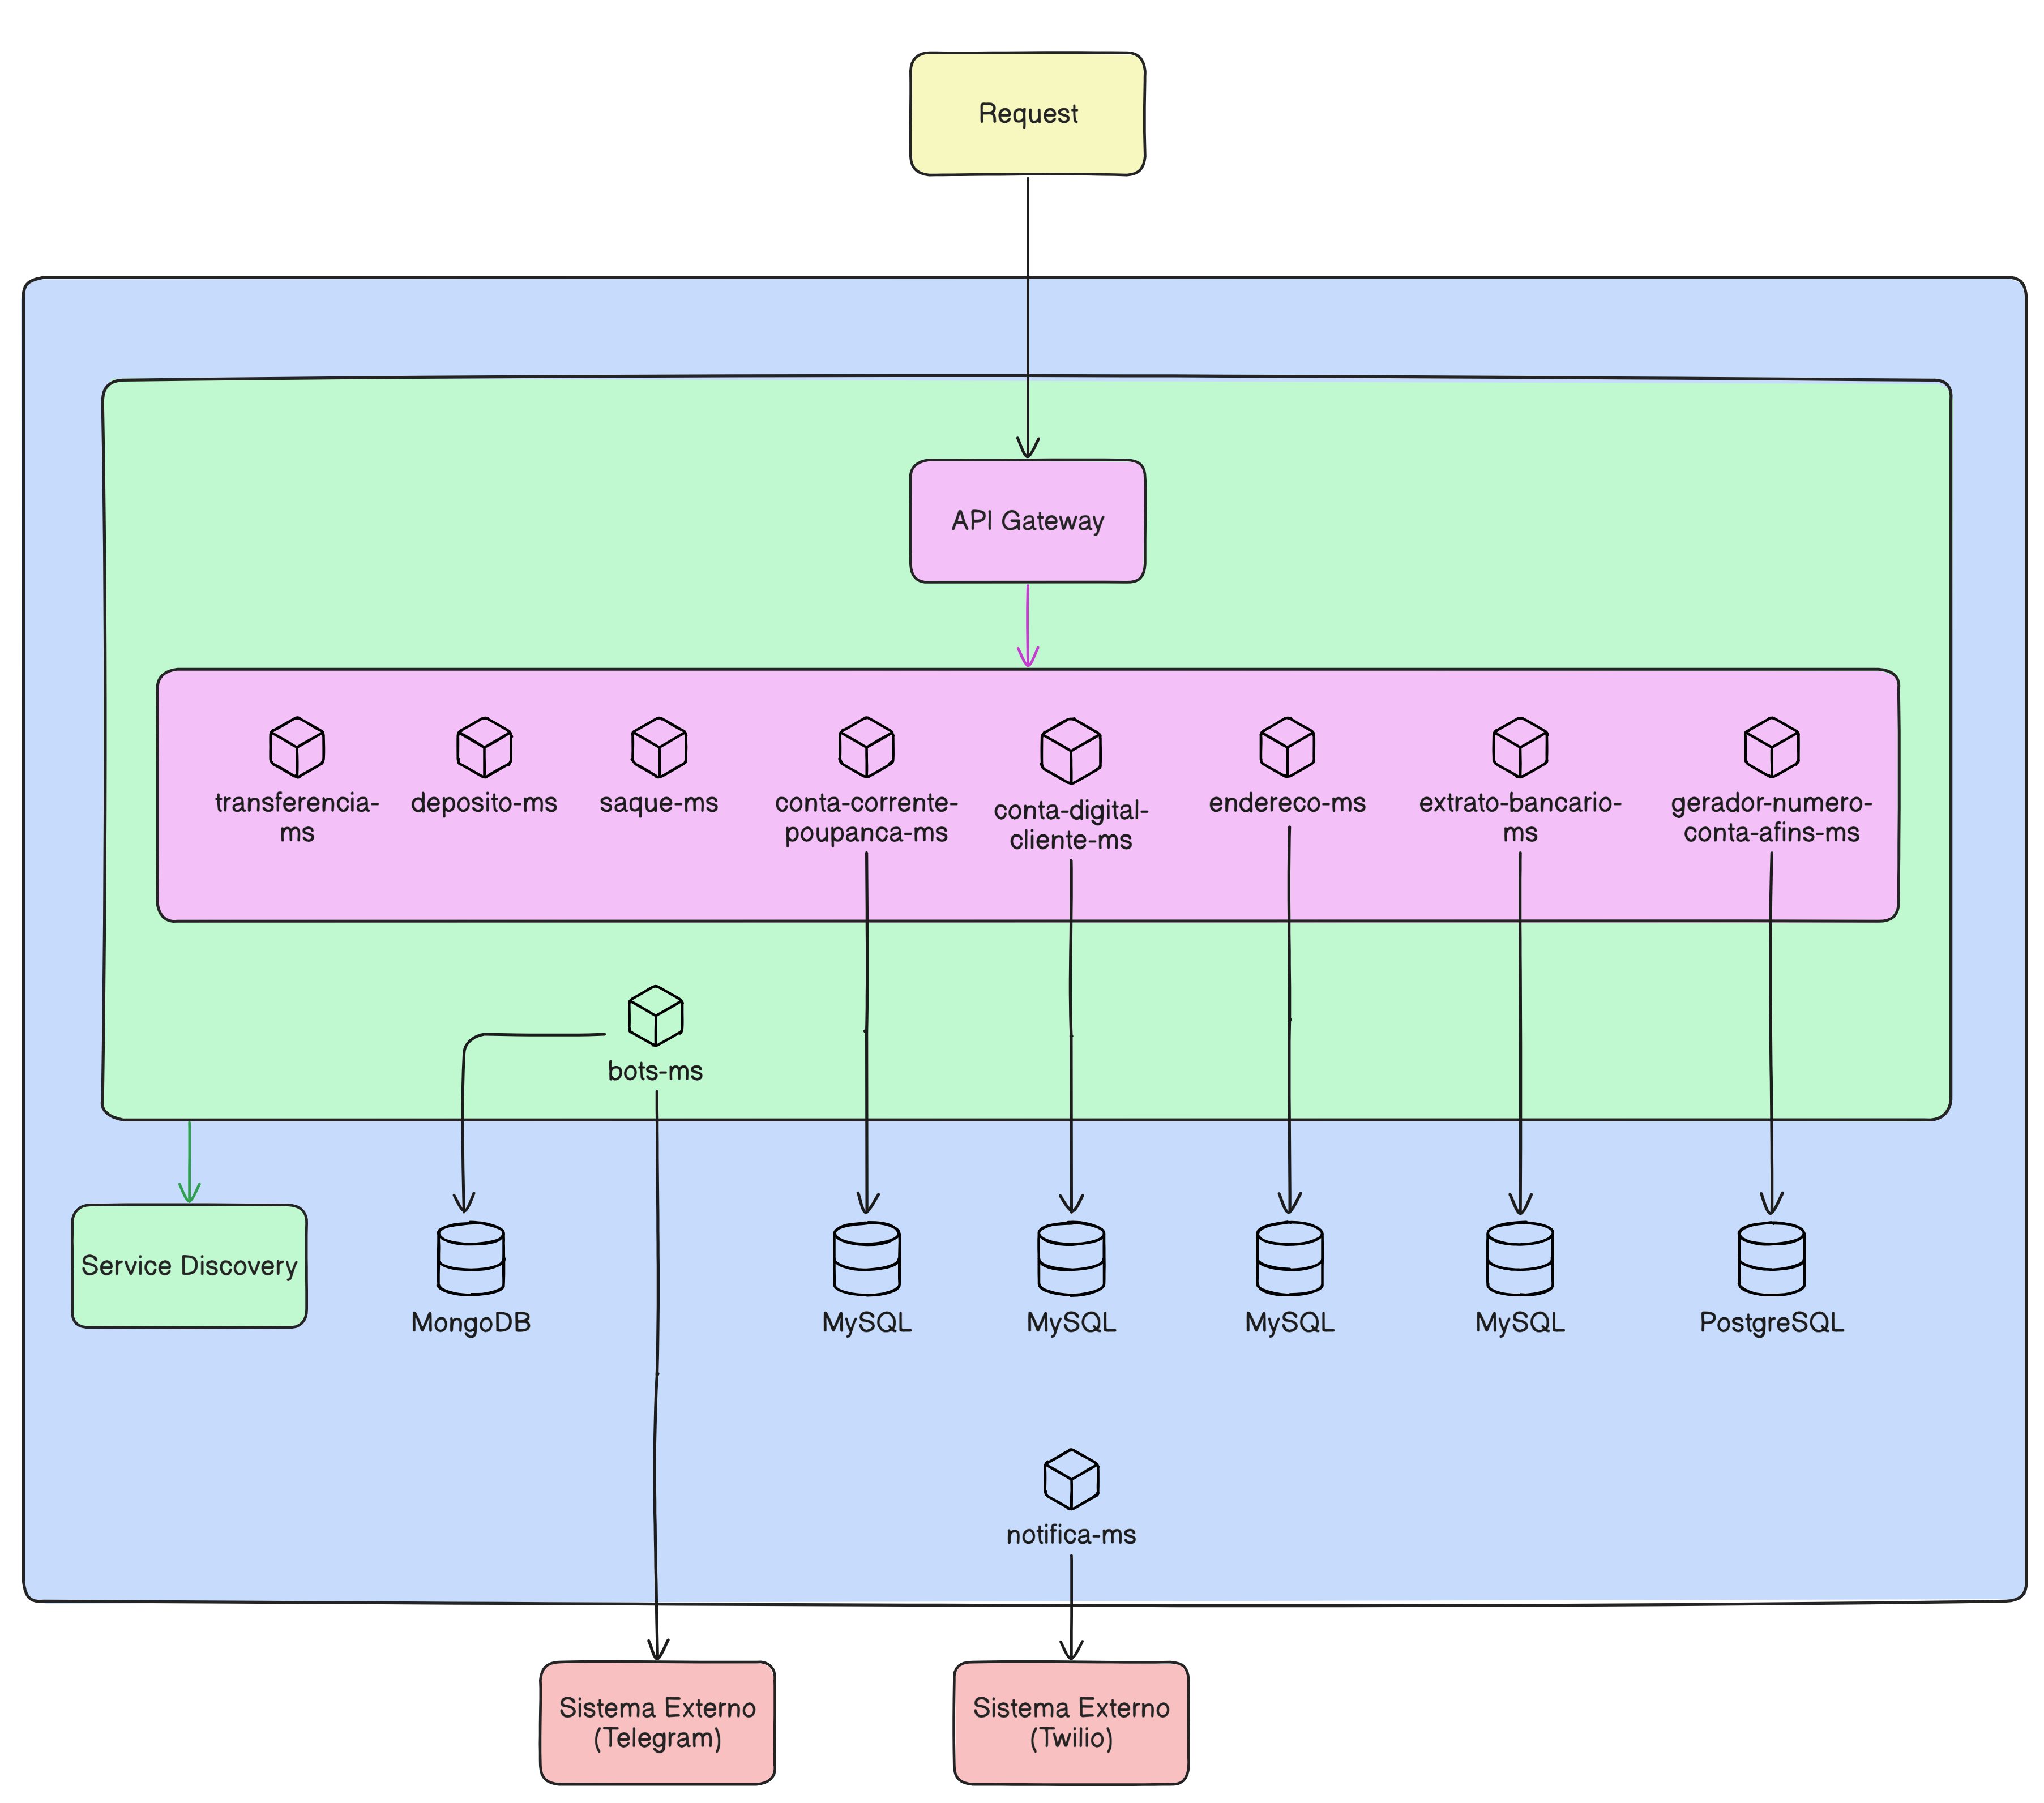 Request
API Gateway
transferencia-
ms
deposito-ms
saque-ms
conta-corrente-
poupanca-ms
conta-digital-
cliente-ms
endereco-ms
extrato-bancario-
ms
gerador-numero-
conta-afins-ms
bots-ms
Service Discovery
MongoDB
MySQL
MySQL
MySQL
MySQL
PostgreSQL
notifica-ms
Sistema Externo
(Telegram)
Sistema Externo
(Twilio)